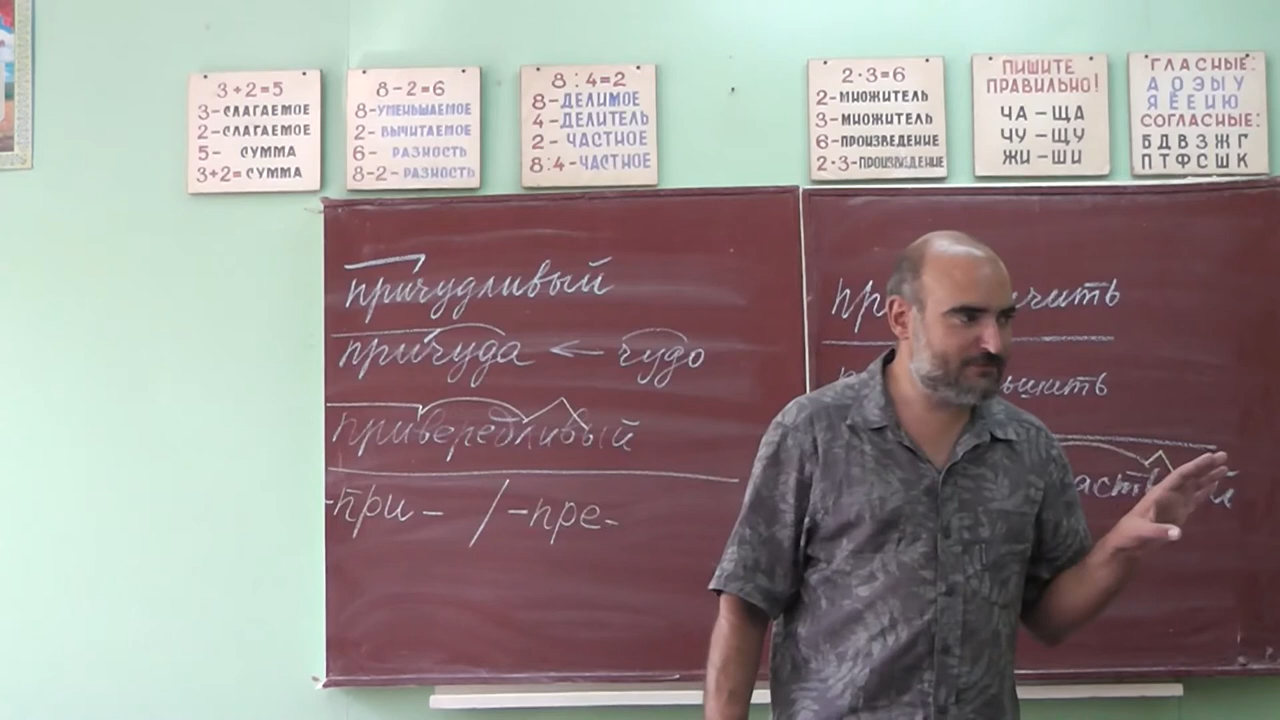 3+2=5
3-СЛАГАЕМОЕ
2-СЛАГАЕМОЕ
5- СУММА
3+2=СУММА
8-2=6
8-УМЕНЬШАЕМОЕ
2-ВЫЧИТАЕМОЕ
6- РАЗНОСТЬ
8-2-РАЗНОСТЬ
8:4=2
8-ДЕЛИМОЕ
4-ДЕЛИТЕЛЬ
2-ЧАСТНОЕ
8:4-ЧАСТНОЕ
2·3=6
2-МНОЖИТЕЛЬ
3-МНОЖИТЕЛЬ
6-ПРОИЗВЕДЕНИЕ
2·3-ПРОИЗВЕДЕНИЕ
ПИШИТЕ
ПРАВИЛЬНО!
ЧА-ЩА
ЧУ-ЩУ
ЖИ-ШИ
ГЛАСНЫЕ:
А О Э Ы У
Я Ё Е И Ю
СОГЛАСНЫЕ:
Б Д В З Ж Г
П Т Ф С Ш К
причудливый
причуда ← чудо
привередливый
-при- / -пре-